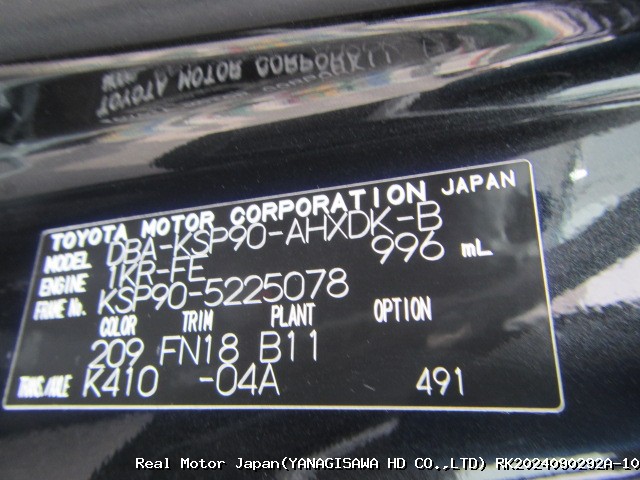 TOYOTA MOTOR CORPORATION JAPAN
MODEL DBA-KSP90-AHXDK-B
ENGINE 1KR-FE 996 mL
FRAME No. KSP90-5225078
COLOR TRIM PLANT OPTION
209 FN18 B11
TRANS/AXLE K410 -04A 491
Real Motor Japan(YANAGISAWA HD CO.,LTD) RK2024090292A-10